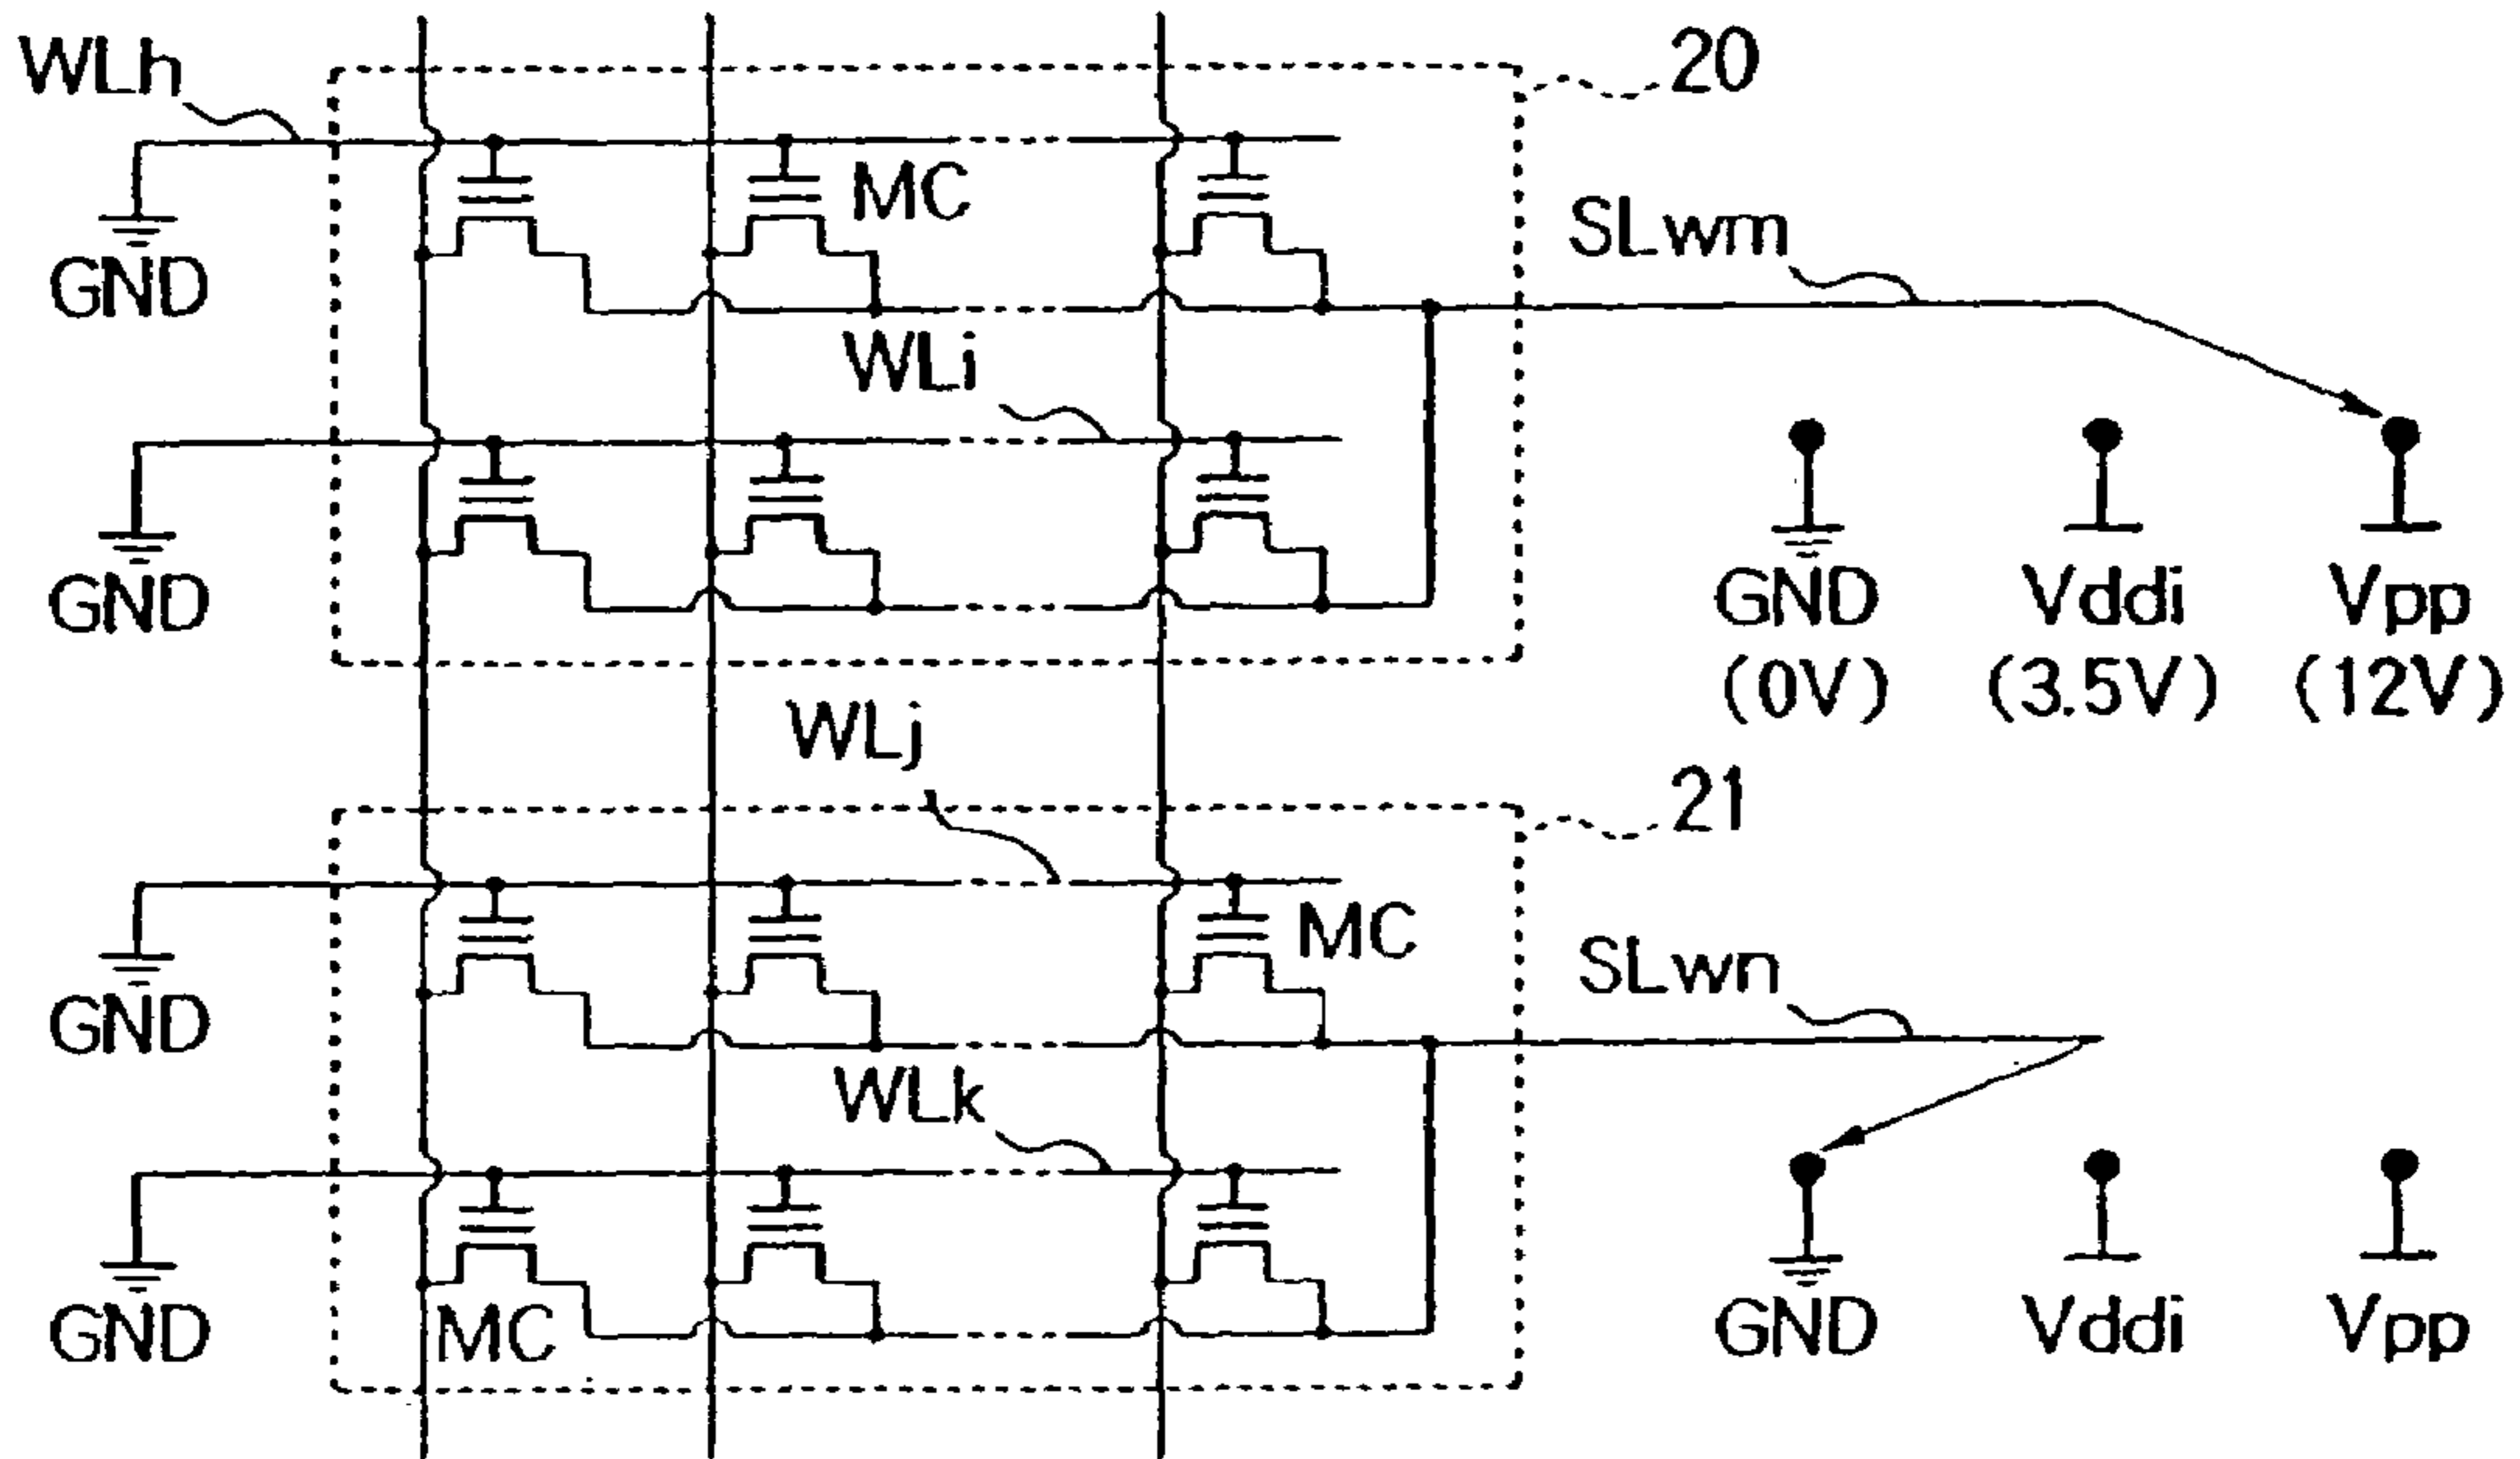 WLh
20
MC
SLwm
GND
WLi
GND
GND
Vddi
Vpp
(0V)
(3.5V)
(12V)
WLj
21
MC
SLwn
GND
WLk
GND
MC
GND
Vddi
Vpp